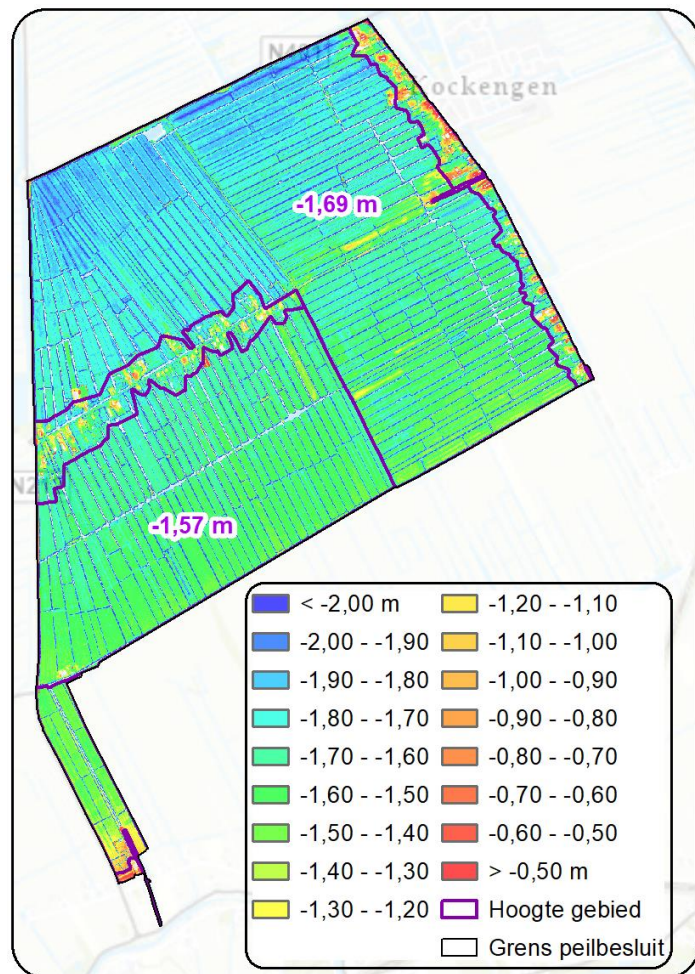 Kockengen
-1,69 m
-1,57 m
< -2,00 m
-2,00 - -1,90
-1,90 - -1,80
-1,80 - -1,70
-1,70 - -1,60
-1,60 - -1,50
-1,50 - -1,40
-1,40 - -1,30
-1,30 - -1,20
-1,20 - -1,10
-1,10 - -1,00
-1,00 - -0,90
-0,90 - -0,80
-0,80 - -0,70
-0,70 - -0,60
-0,60 - -0,50
> -0,50 m
Hoogte gebied
Grens peilbesluit